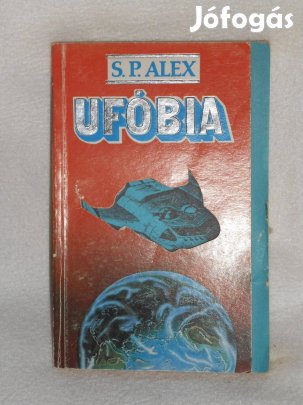 Jófogás
S. P. ALEX
UFÓBIA